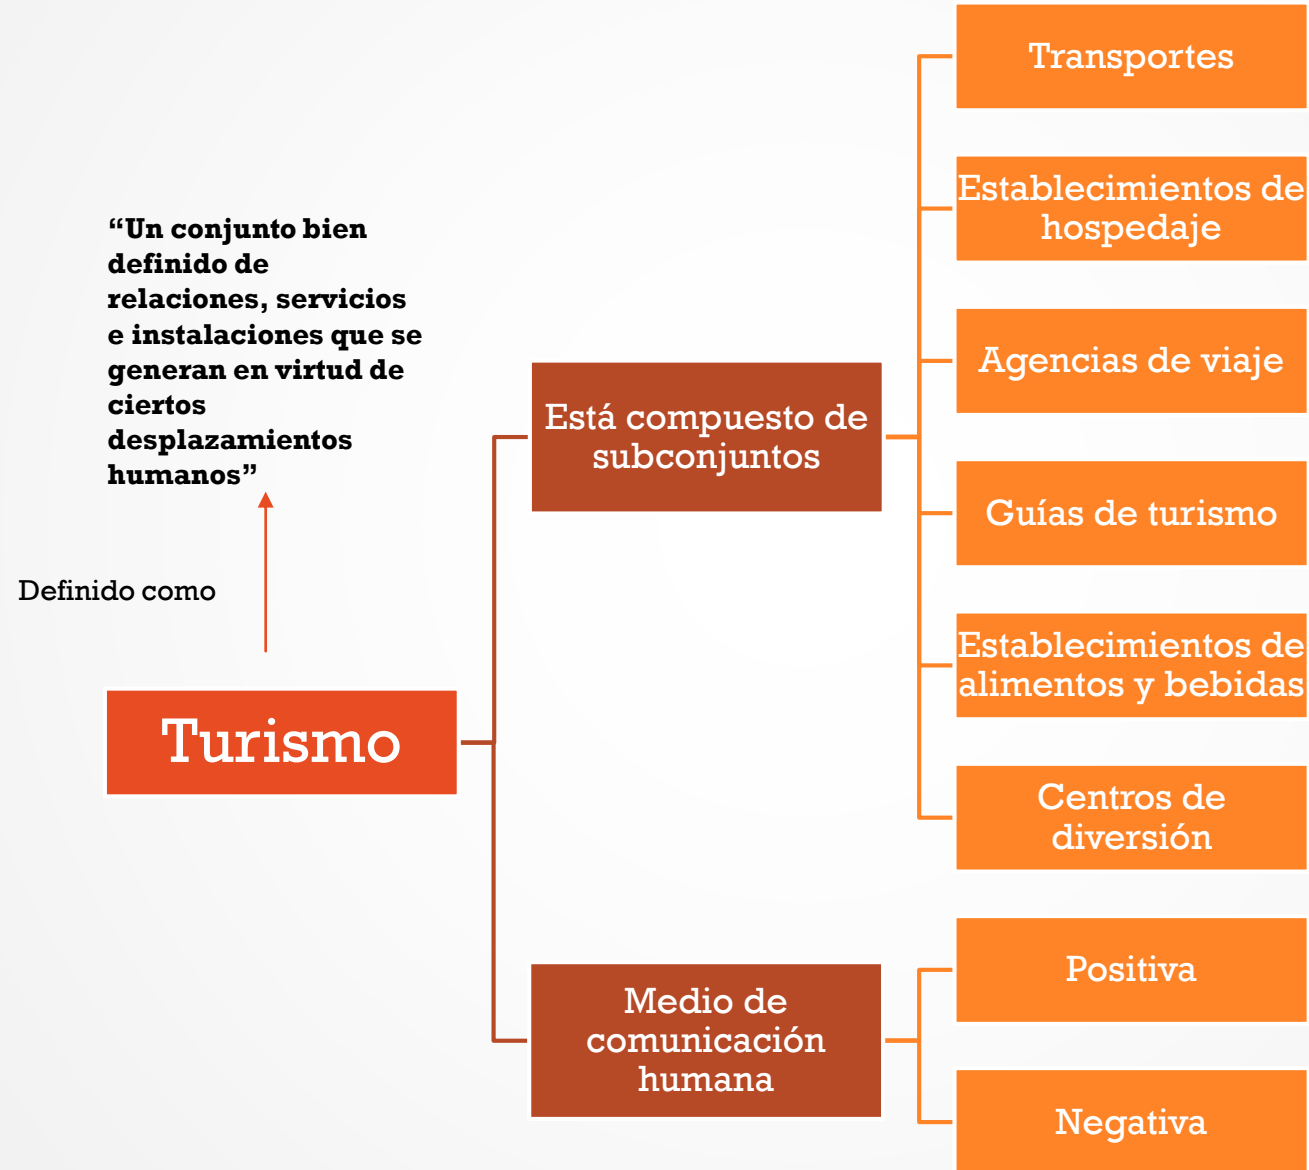 “Un conjunto bien
definido de
relaciones, servicios
e instalaciones que se
generan en virtud de
ciertos
desplazamientos
humanos”
Definido como
Turismo
Está compuesto de
subconjuntos
Transportes
Establecimientos de
hospedaje
Agencias de viaje
Guías de turismo
Establecimientos de
alimentos y bebidas
Centros de
diversión
Medio de
comunicación
humana
Positiva
Negativa